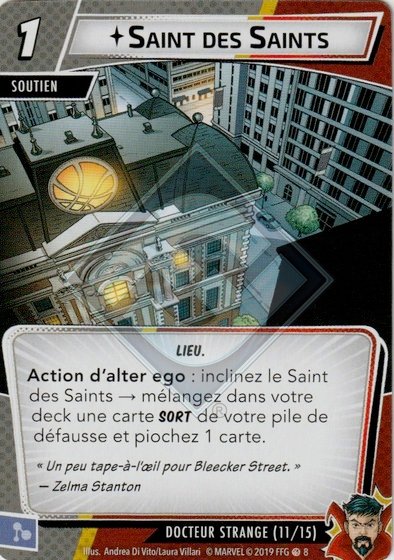 1
SAINT DES SAINTS
SOUTIEN
LIEU.
Action d'alter ego : inclinez le Saint
des Saints → mélangez dans votre
deck une carte SORT de votre pile de
défausse et piochez 1 carte.
« Un peu tape-à-l'œil pour Bleecker Street. »
— Zelma Stanton
DOCTEUR STRANGE (11/15)
Illus. Andrea Di Vito/Laura Villari © MARVEL © 2019 FFG 8